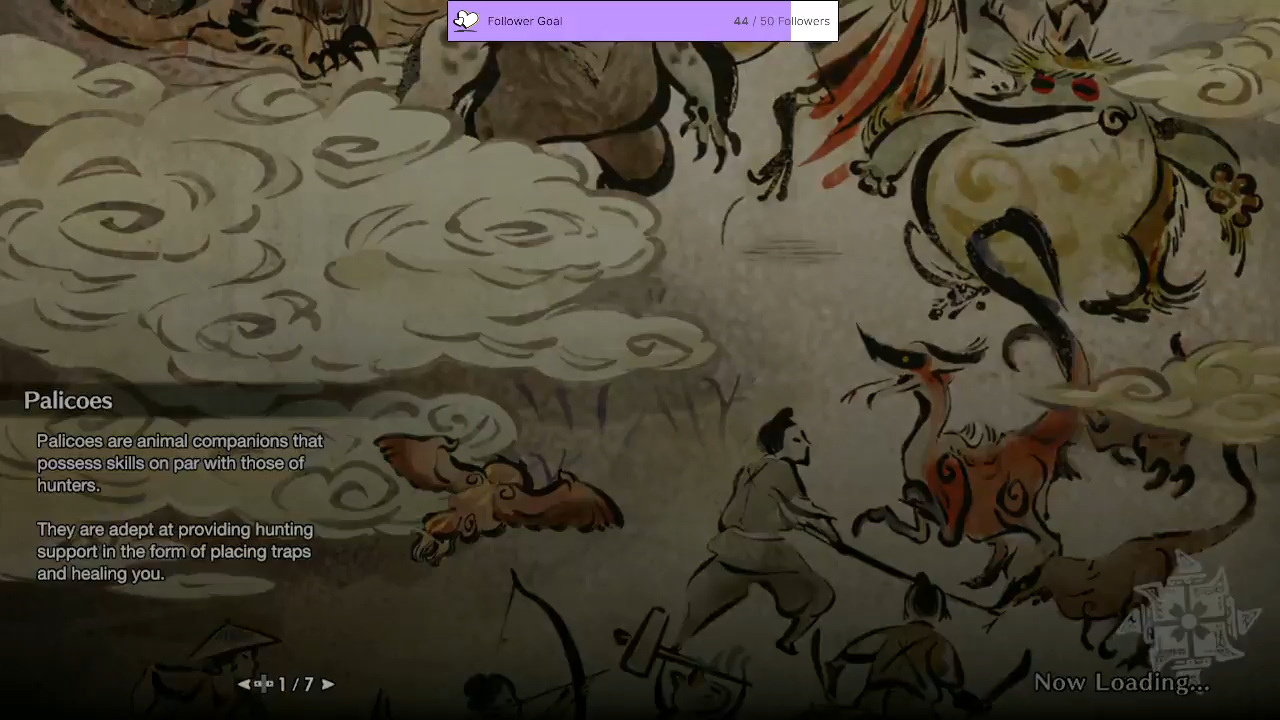 Follower Goal 44 / 50 Followers
Palicoes
Palicoes are animal companions that
possess skills on par with those of
hunters.
They are adept at providing hunting
support in the form of placing traps
and healing you.
1 / 7
Now Loading...